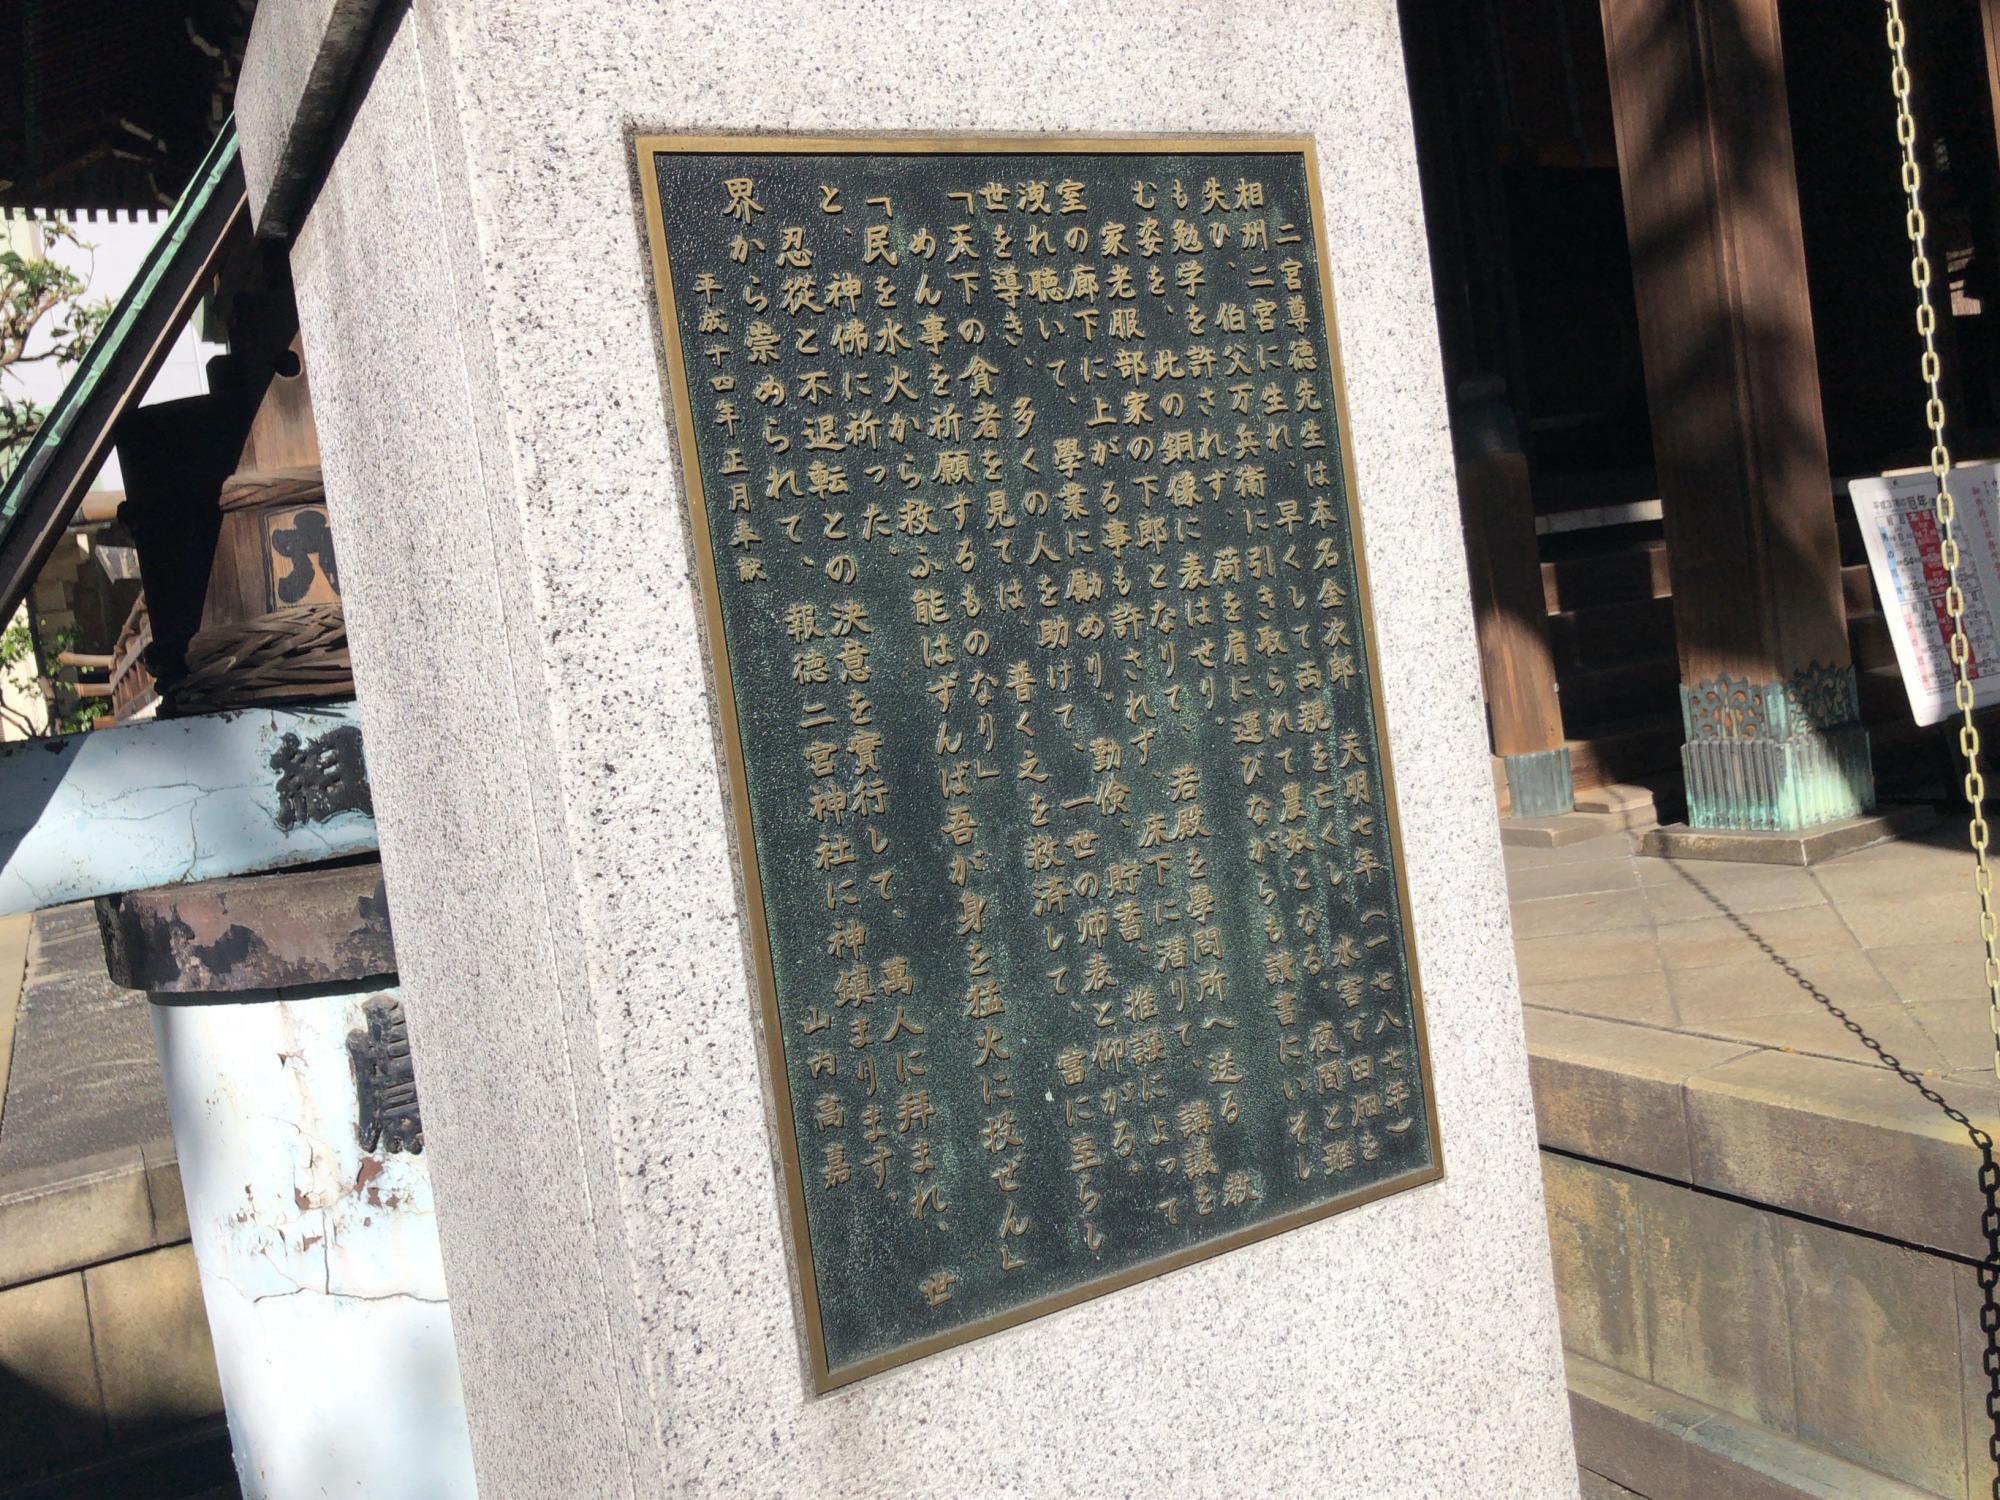 二宮尊徳先生は本名金次郎　天明七年（一七八七年）
相州二宮に生れ、早くして両親を亡くし、水害で田畑を
失ひ、伯父万兵衛に引き取られて農奴となる。夜間と雖
も勉学を許されず、荷を肩に運びながらも讀書にいそし
む姿を、此の銅像に表はせり。若殿を學問所へ送る　教
家老服部家の下郎となりて、床下に潜りて、講議を
室の廊下に上がる事も許されず、勤倹、貯蓄、推譲によって
洩れ聴いて、學業に勵めり。一世の师表と仰がる。
世を導き、多くの人を助けて、富に至らし
「天下の貧者を見ては、普く之を救済して、
めん事を祈願するものなり」
「民を水火から救ふ能はずんば吾が身を猛火に投せん」
と、神佛に祈った。
忍從と不退転との決意を實行して、萬人に拜まれ、世
界から崇められて、報徳二宮神社に神鎮まります。
平成十四年正月奉献　山内高嘉